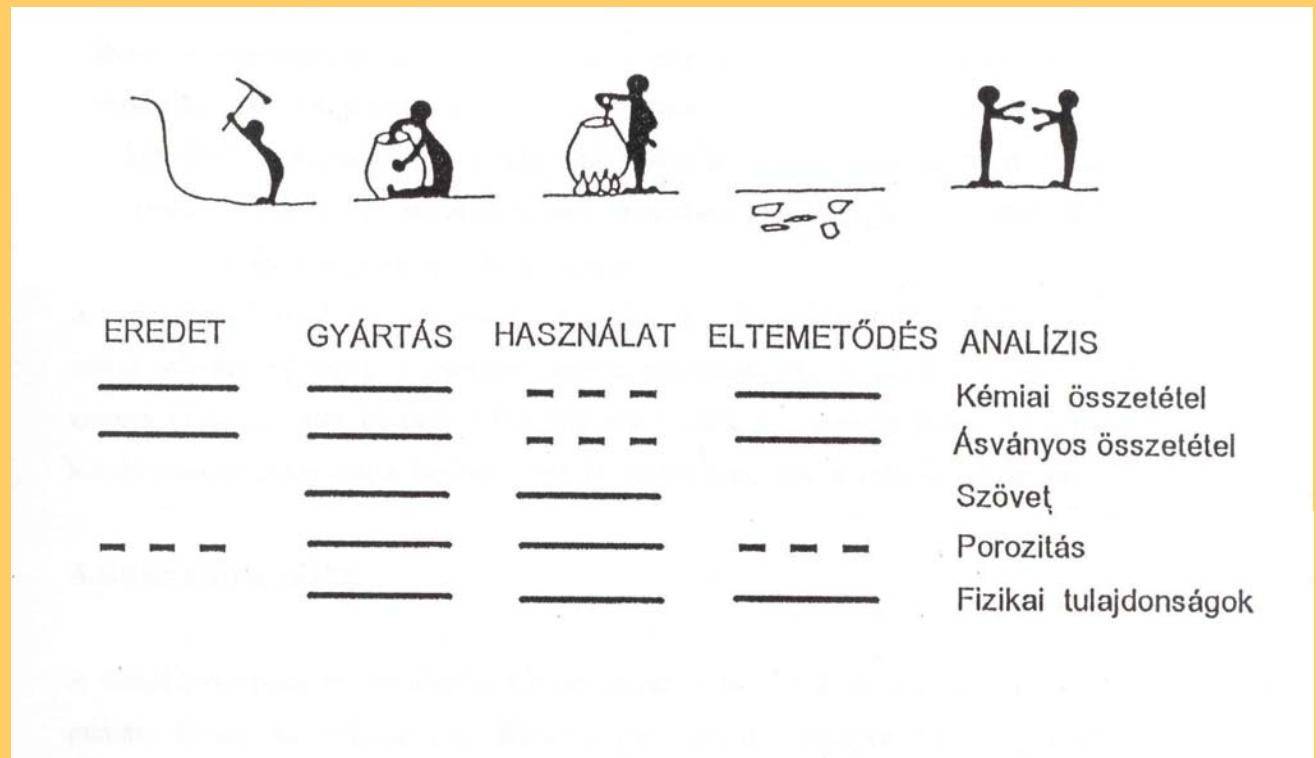 EREDET GYÁRTÁS HASZNÁLAT ELTEMETŐDÉS ANALÍZIS
Kémiai összetétel
Ásványos összetétel
Szövet
Porozitás
Fizikai tulajdonságok